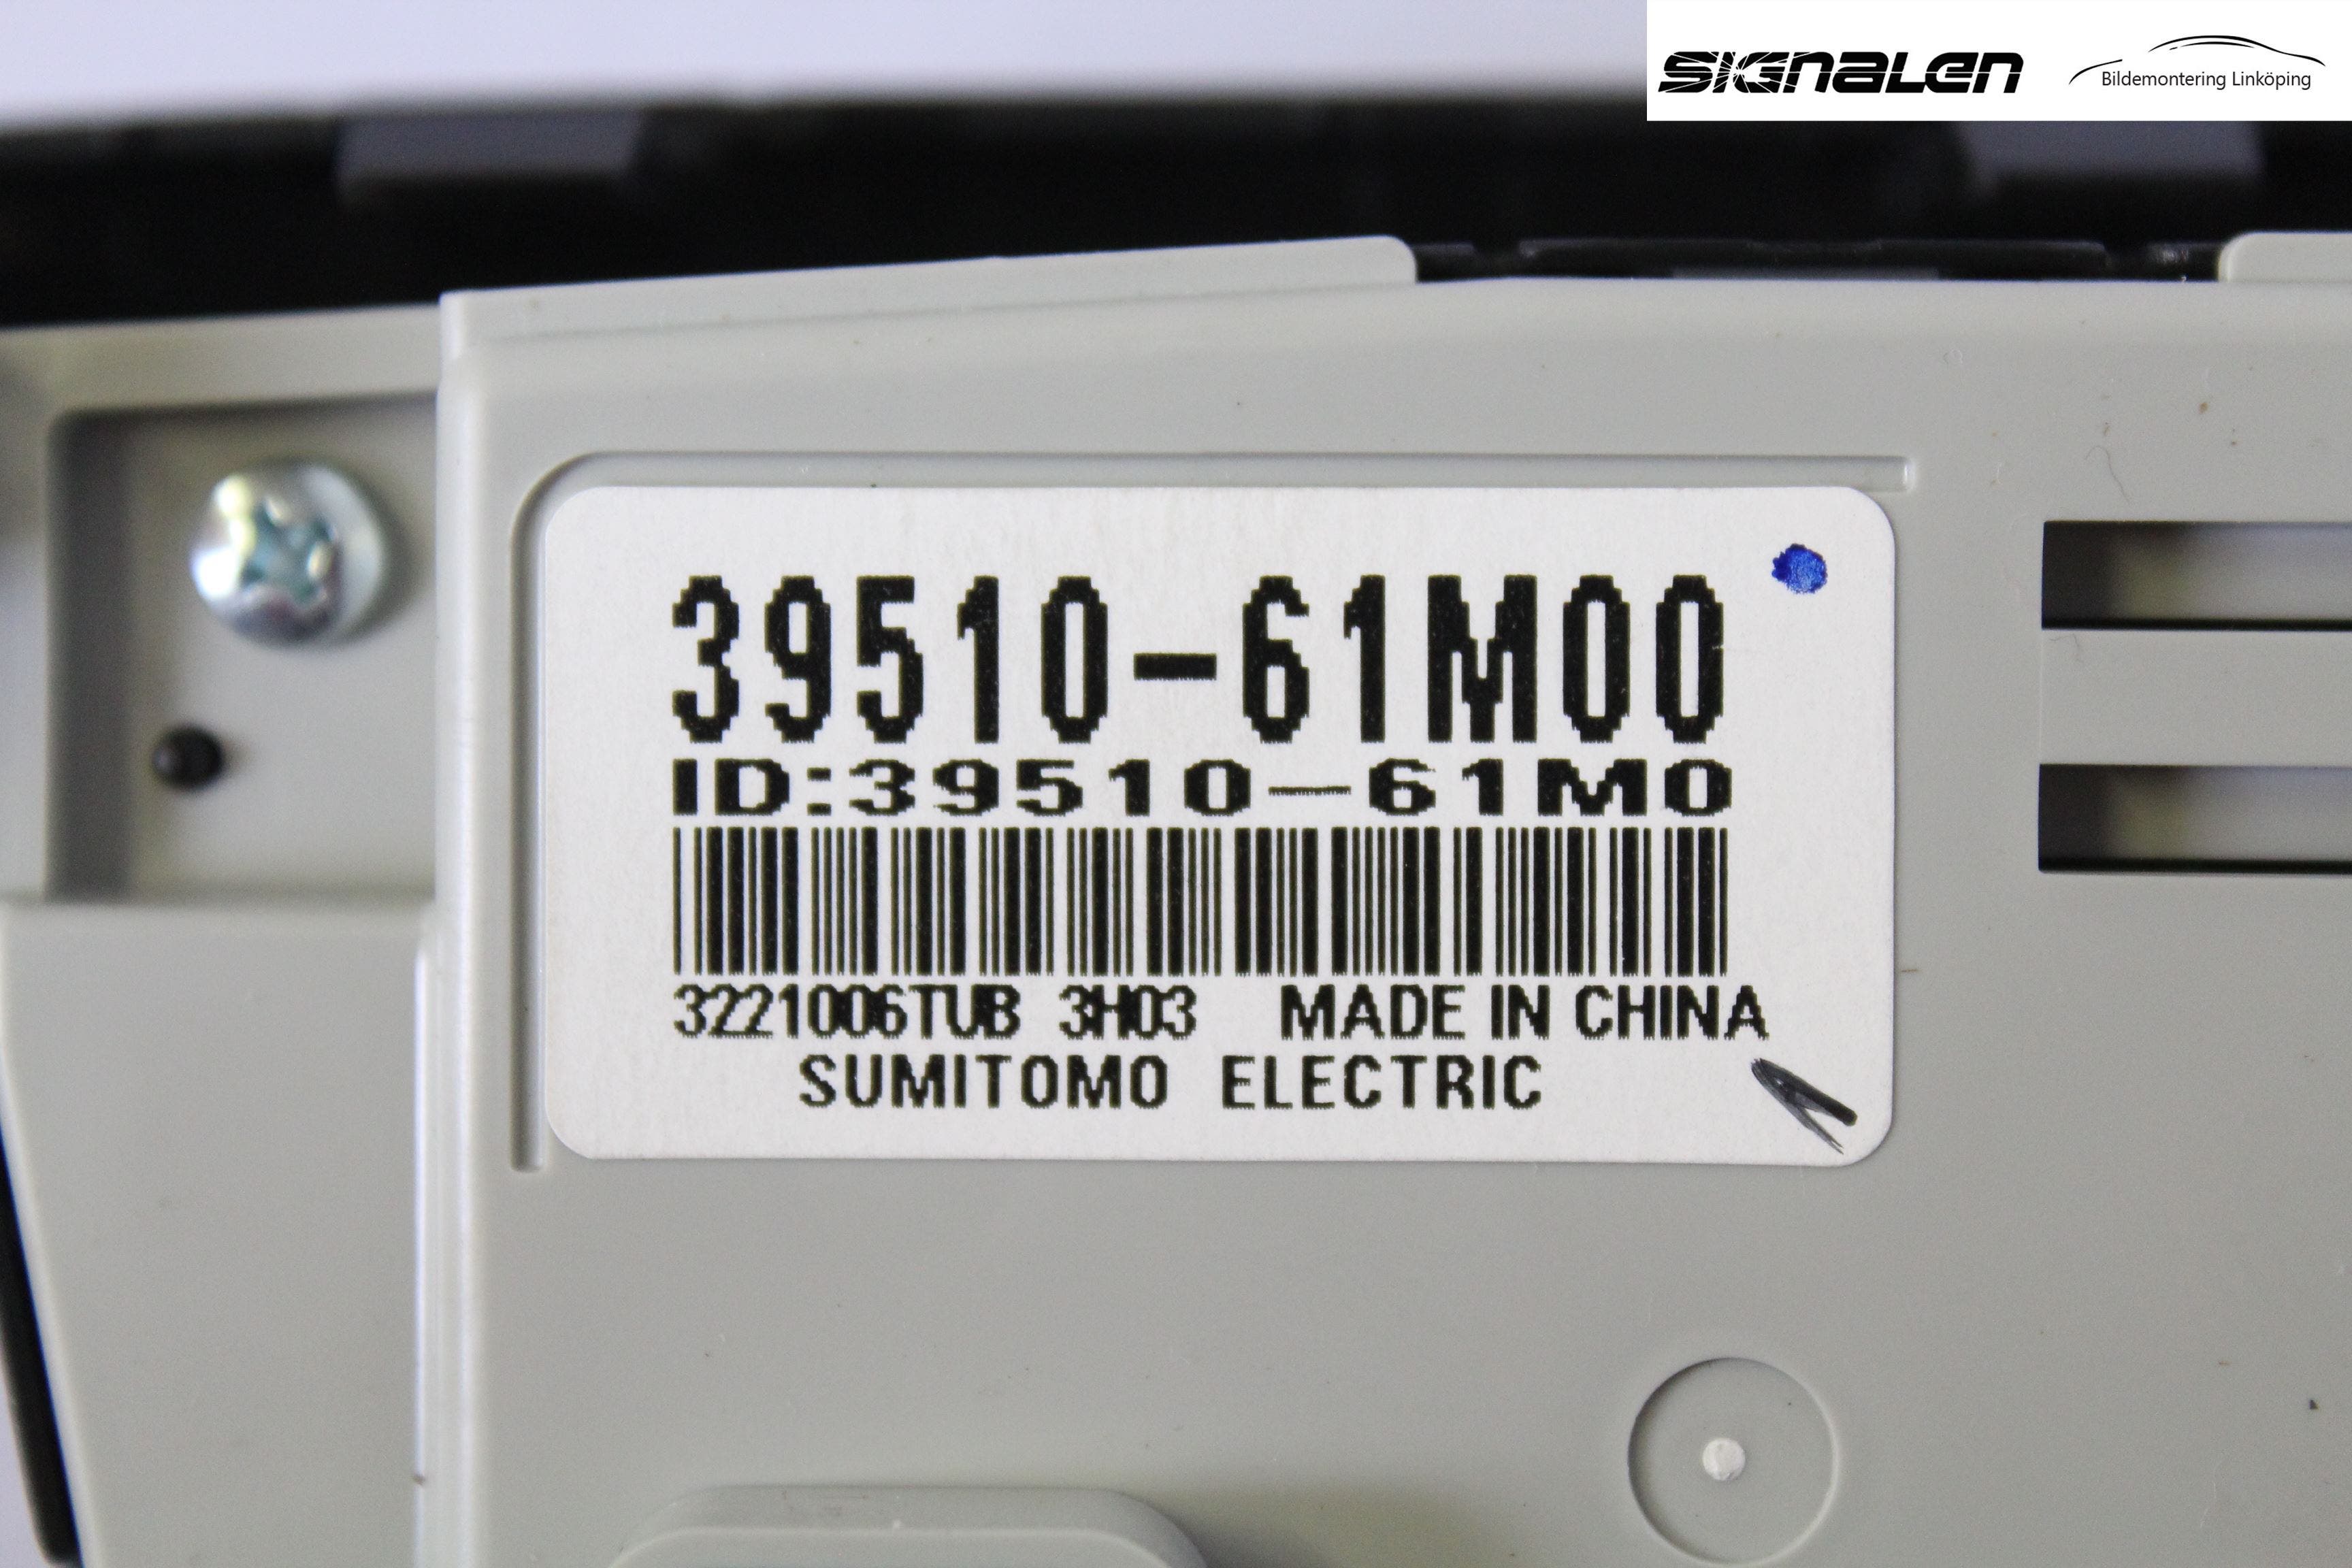 SIGNALEN
Bildemontering Linköping
39510-61M00
ID:39510-61M0
3221006TUB 3H03 MADE IN CHINA
SUMITOMO ELECTRIC